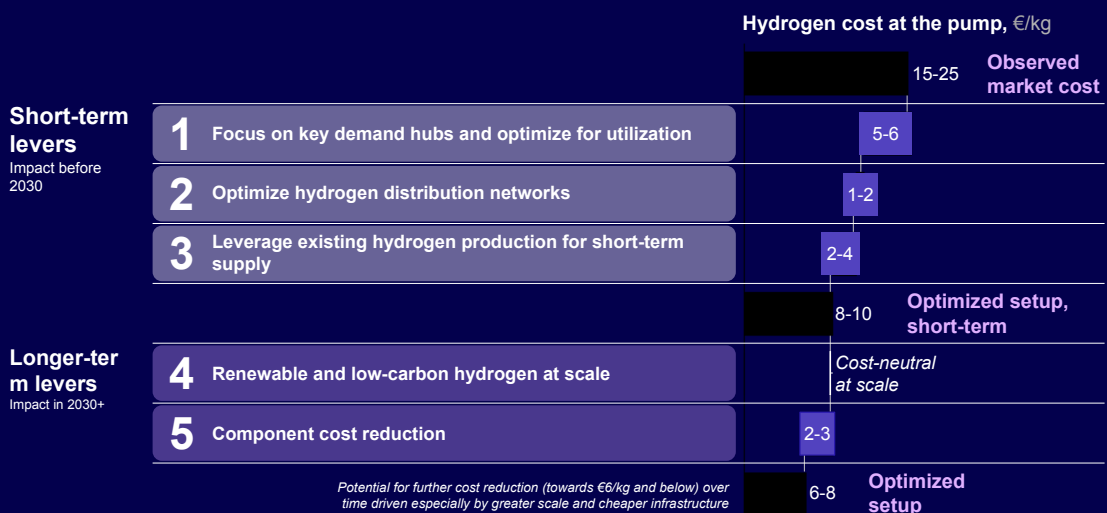 Hydrogen cost at the pump, €/kg
15-25
Observed
market cost
Short-term
levers
Impact before
2030
1
Focus on key demand hubs and optimize for utilization
5-6
2
Optimize hydrogen distribution networks
1-2
3
Leverage existing hydrogen production for short-term
supply
2-4
8-10
Optimized setup,
short-term
Longer-ter
m levers
Impact in 2030+
4
Renewable and low-carbon hydrogen at scale
Cost-neutral
at scale
5
Component cost reduction
2-3
Potential for further cost reduction (towards €6/kg and below) over
time driven especially by greater scale and cheaper infrastructure
6-8
Optimized
setup